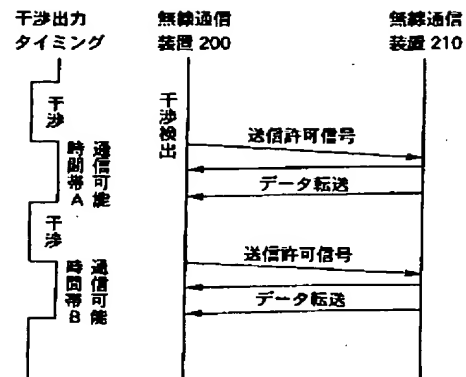 干渉出力
タイミング
無線通信
装置 200
無線通信
装置 210
干渉
干渉検出
送信許可信号
通信可能
時間帯A
データ転送
干渉
送信許可信号
通信可能
時間帯B
データ転送